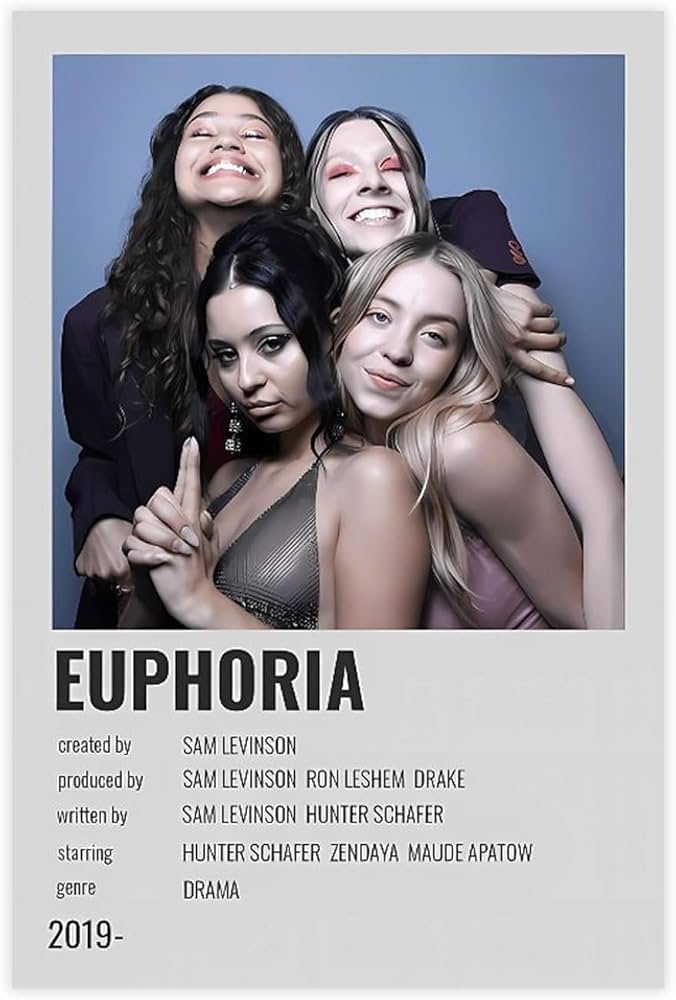 EUPHORIA
created by SAM LEVINSON
produced by SAM LEVINSON RON LESHEM DRAKE
written by SAM LEVINSON HUNTER SCHAFER
starring HUNTER SCHAFER ZENDAYA MAUDE APATOW
genre DRAMA
2019-